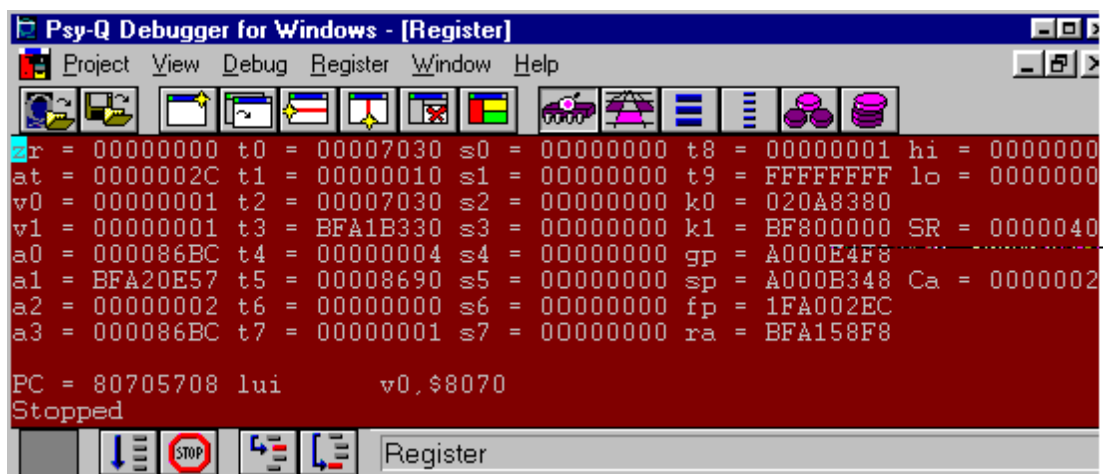 Psy-Q Debugger for Windows - [Register]
Project View Debug Register Window Help
zr = 00000000 t0 = 00007030 s0 = 00000000 t8 = 00000001 hi = 0000000
at = 0000002C t1 = 00000010 s1 = 00000000 t9 = FFFFFFFF lo = 0000000
v0 = 00000001 t2 = 00007030 s2 = 00000000 k0 = 020A8380
v1 = 00000001 t3 = BFA1B330 s3 = 00000000 k1 = BF800000 SR = 0000040
a0 = 000086BC t4 = 00000004 s4 = 00000000 gp = A000E4F8
a1 = BFA20E57 t5 = 00008690 s5 = 00000000 sp = A000B348 Ca = 0000002
a2 = 00000002 t6 = 00000000 s6 = 00000000 fp = 1FA002EC
a3 = 000086BC t7 = 00000001 s7 = 00000000 ra = BFA158F8
PC = 80705708 lui v0,$8070
Stopped
STOP
Register